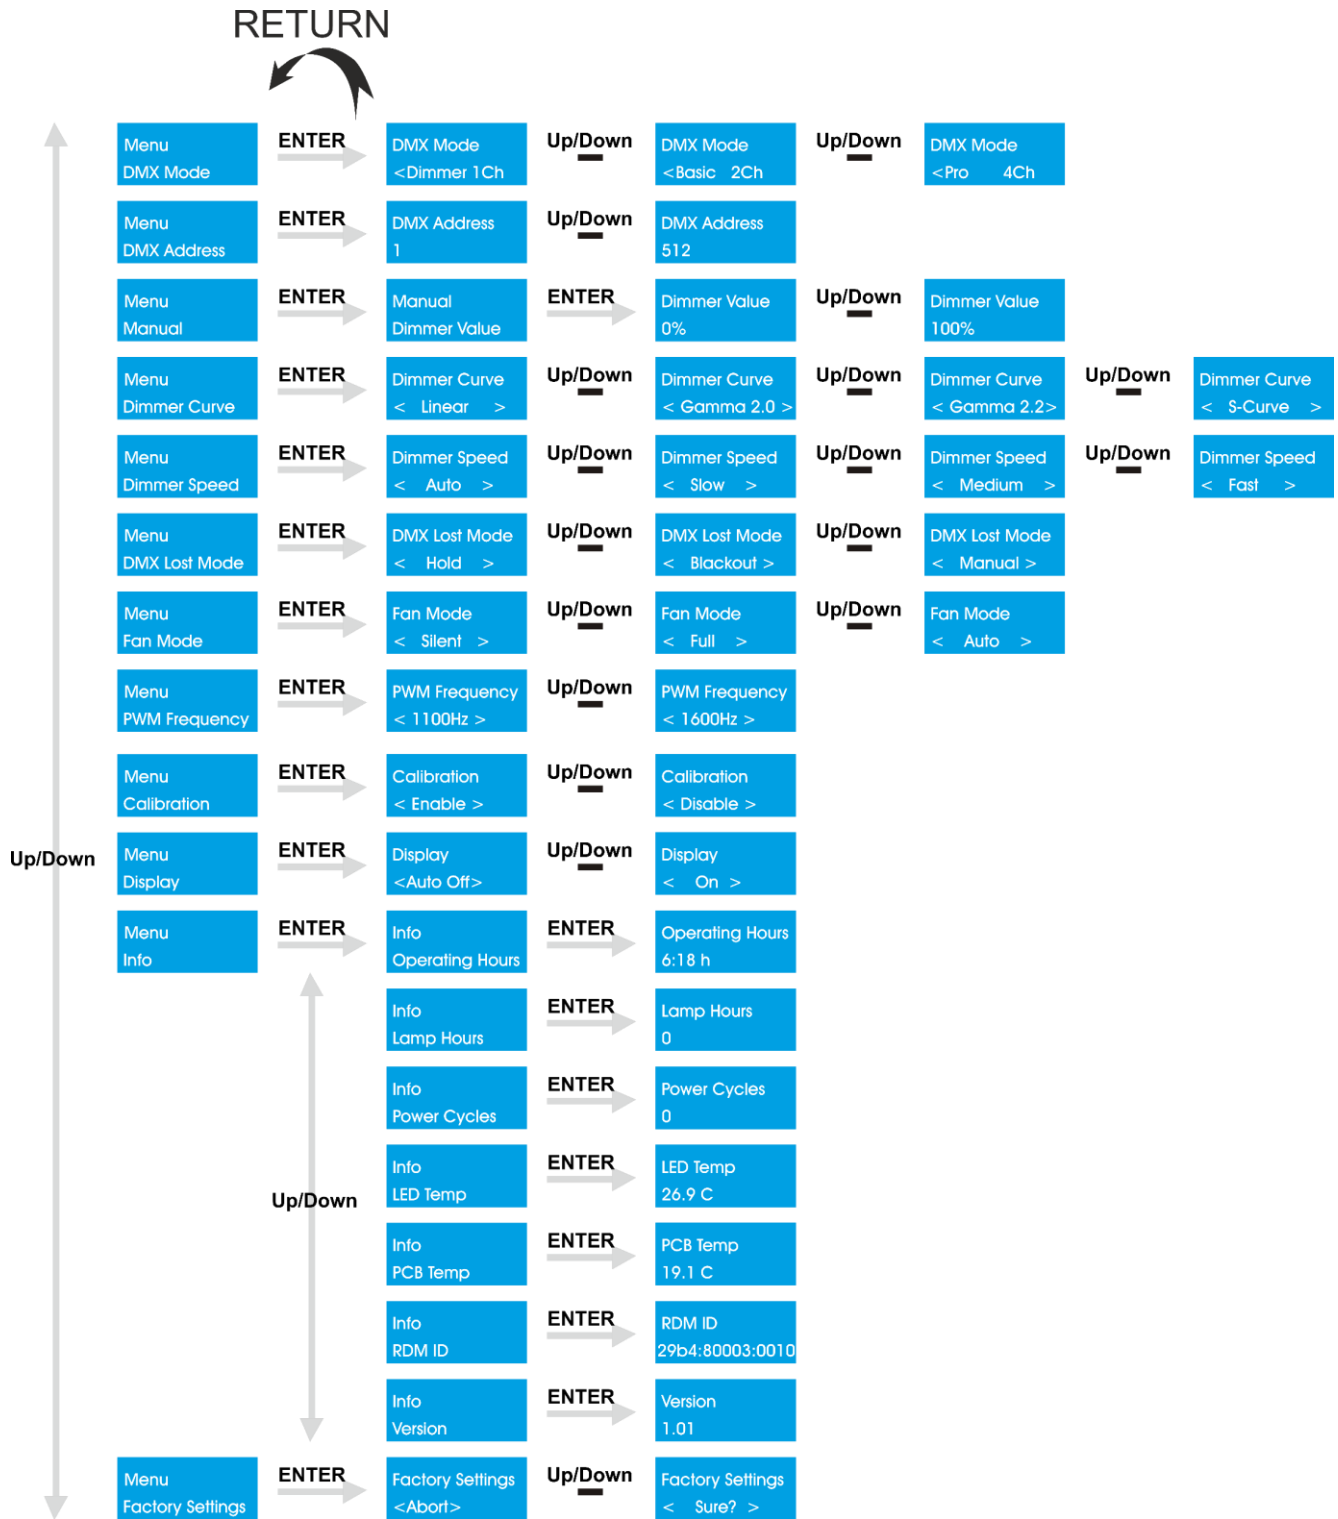 RETURN
Menu
DMX Mode
ENTER
DMX Mode
<Dimmer 1Ch
Up/Down
DMX Mode
<Basic 2Ch
Up/Down
DMX Mode
<Pro 4Ch
Menu
DMX Address
ENTER
DMX Address
1
Up/Down
DMX Address
512
Menu
Manual
ENTER
Manual
Dimmer Value
ENTER
Dimmer Value
0%
Up/Down
Dimmer Value
100%
Menu
Dimmer Curve
ENTER
Dimmer Curve
< Linear >
Up/Down
Dimmer Curve
< Gamma 2.0 >
Up/Down
Dimmer Curve
< Gamma 2.2>
Up/Down
Dimmer Curve
< S-Curve >
Menu
Dimmer Speed
ENTER
Dimmer Speed
< Auto >
Up/Down
Dimmer Speed
< Slow >
Up/Down
Dimmer Speed
< Medium >
Up/Down
Dimmer Speed
< Fast >
Menu
DMX Lost Mode
ENTER
DMX Lost Mode
< Hold >
Up/Down
DMX Lost Mode
< Blackout >
Up/Down
DMX Lost Mode
< Manual >
Menu
Fan Mode
ENTER
Fan Mode
< Silent >
Up/Down
Fan Mode
< Full >
Up/Down
Fan Mode
< Auto >
Menu
PWM Frequency
ENTER
PWM Frequency
< 1100Hz >
Up/Down
PWM Frequency
< 1600Hz >
Menu
Calibration
ENTER
Calibration
< Enable >
Up/Down
Calibration
< Disable >
Up/Down
Menu
Display
ENTER
Display
<Auto Off>
Up/Down
Display
< On >
Menu
Info
ENTER
Info
Operating Hours
ENTER
Operating Hours
6:18 h
Info
Lamp Hours
ENTER
Lamp Hours
0
Info
Power Cycles
ENTER
Power Cycles
0
Info
LED Temp
ENTER
LED Temp
26.9 C
Up/Down
Info
PCB Temp
ENTER
PCB Temp
19.1 C
Info
RDM ID
ENTER
RDM ID
29b4:80003:0010
Info
Version
ENTER
Version
1.01
Menu
Factory Settings
ENTER
Factory Settings
<Abort>
Up/Down
Factory Settings
< Sure? >